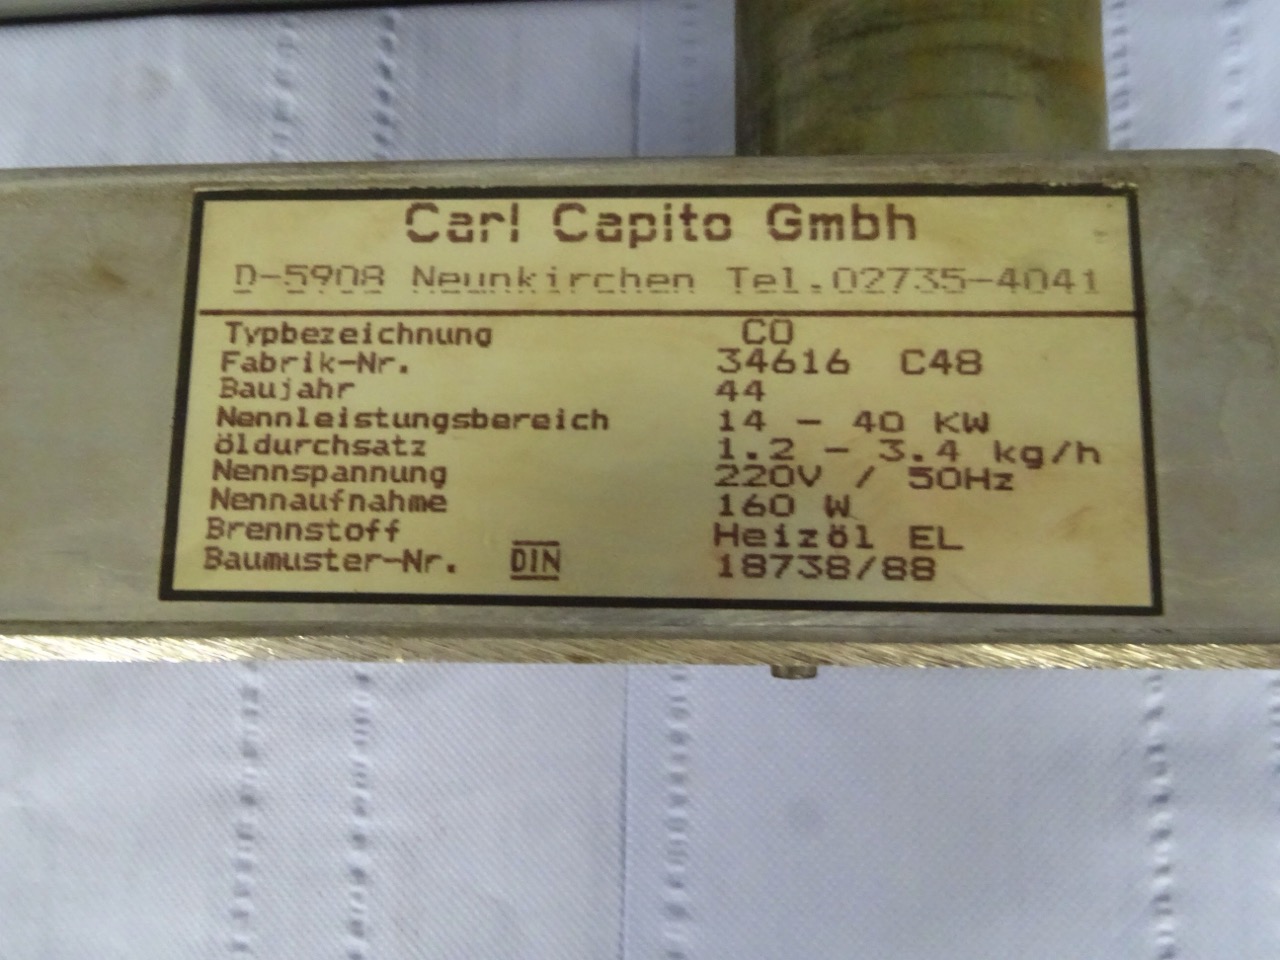 Carl Capito Gmbh
D-5908 Neunkirchen Tel.02735-4041
Typbezeichnung CO
Fabrik-Nr. 34616 C48
Baujahr 44
Nennleistungsbereich 14 - 40 KW
öldurchsatz 1.2 - 3.4 kg/h
Nennspannung 220V / 50Hz
Nennaufnahme 160 W
Brennstoff Heizöl EL
Baumuster-Nr. DIN 18738/88